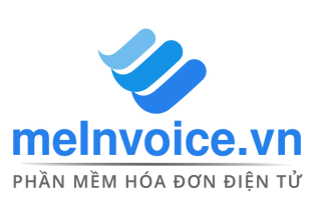 meInvoice.vn
PHẦN MỀM HÓA ĐƠN ĐIỆN TỬ